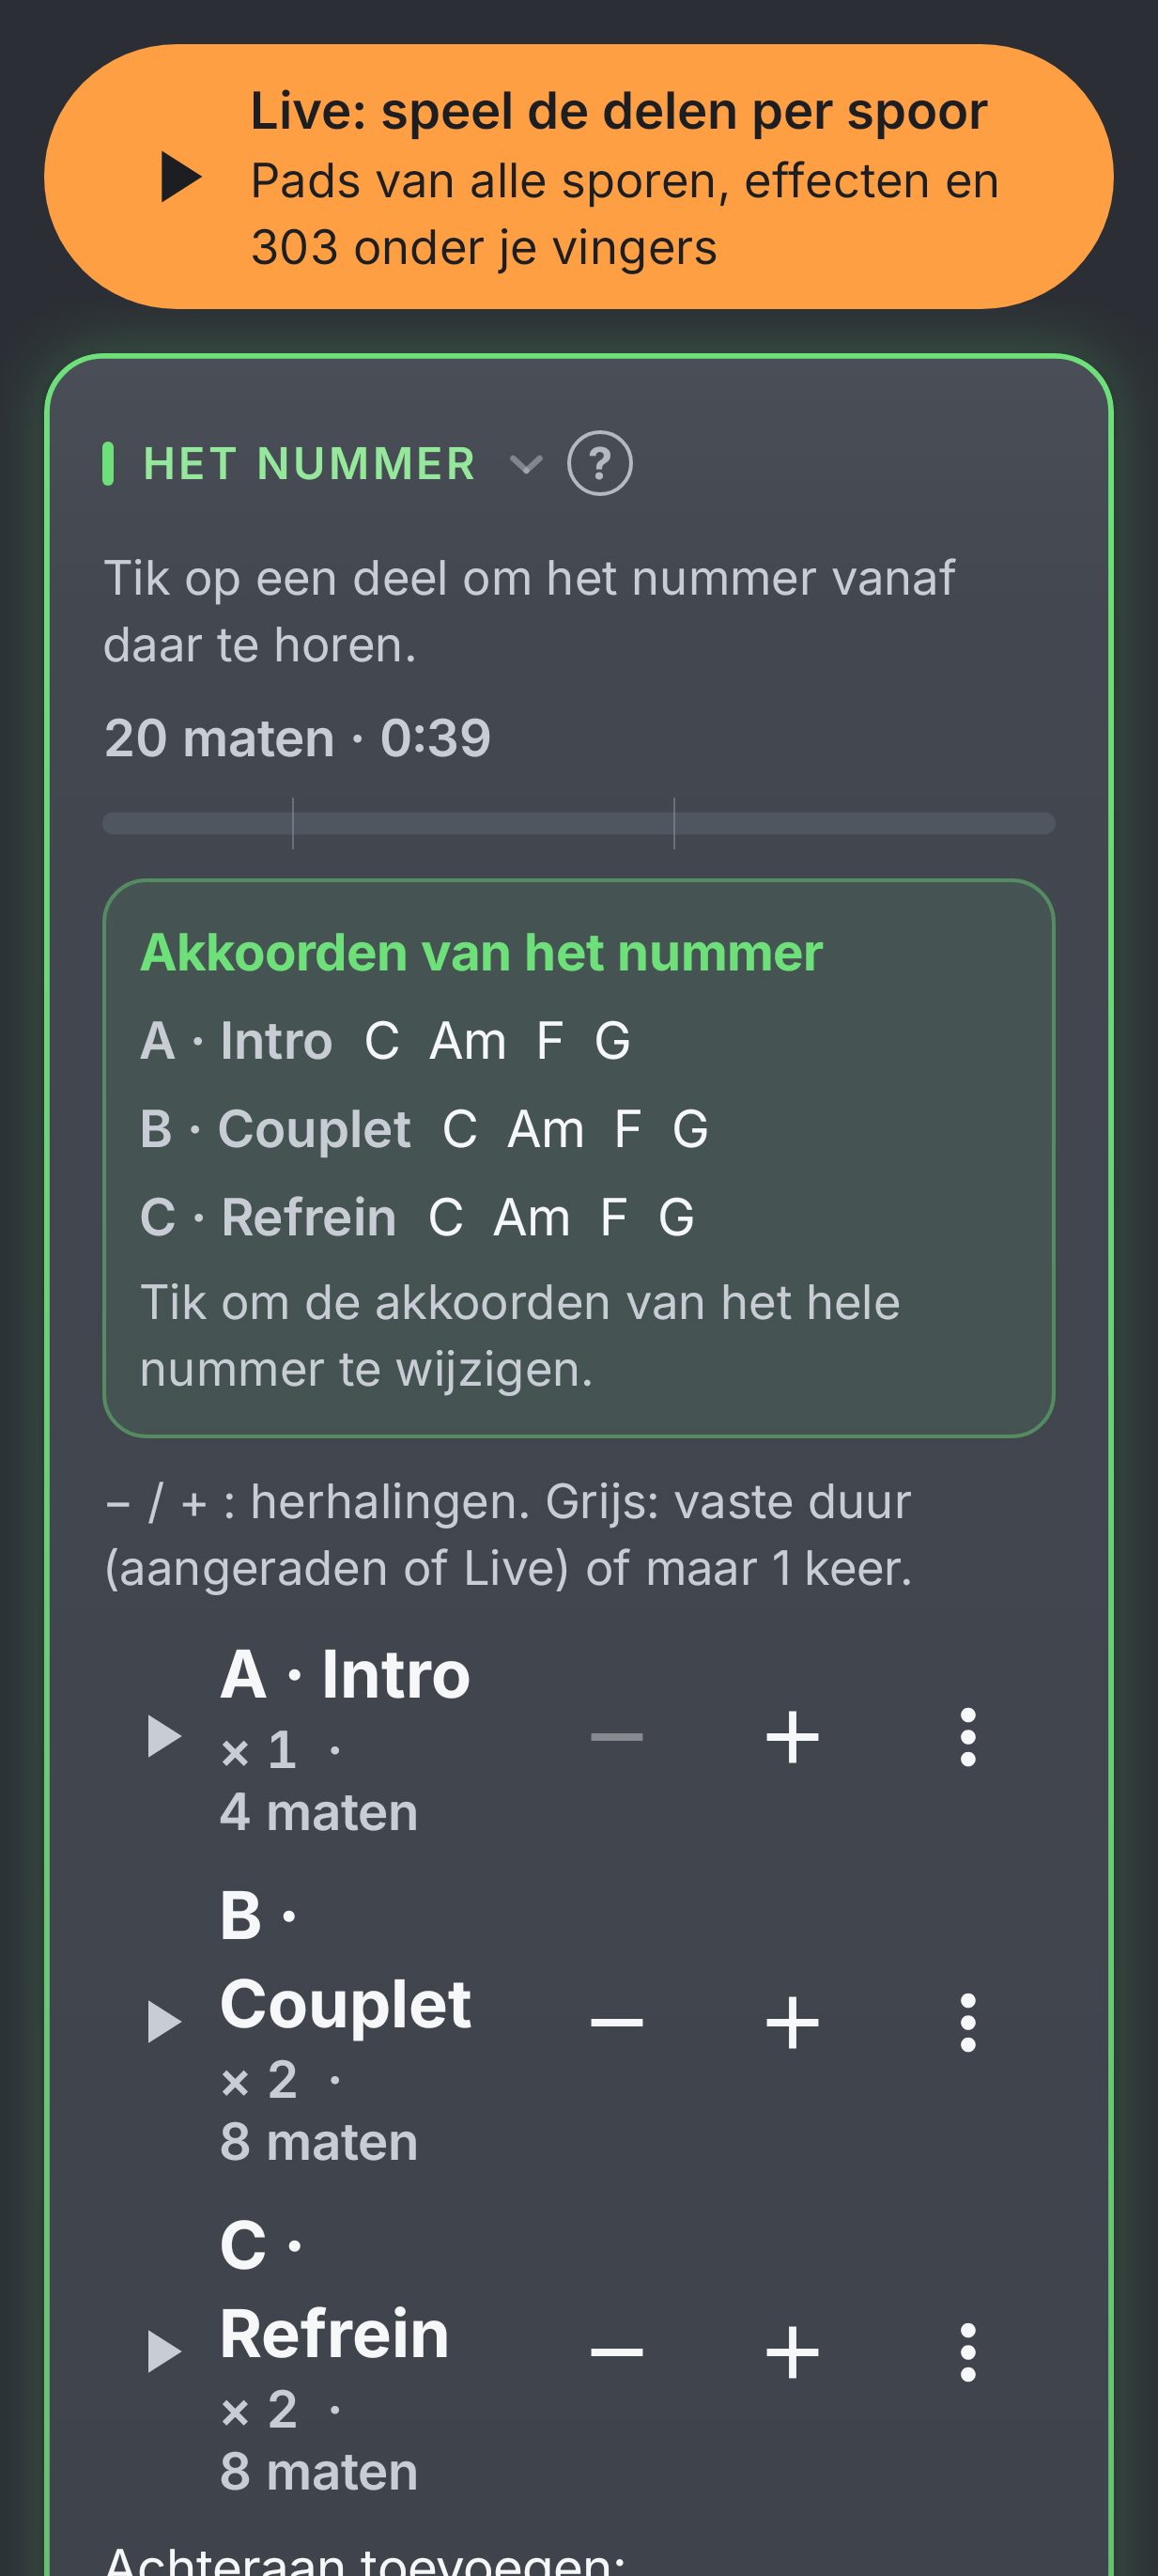 Live: speel de delen per spoor
Pads van alle sporen, effecten en
303 onder je vingers
HET NUMMER ?
Tik op een deel om het nummer vanaf
daar te horen.
20 maten · 0:39
Akkoorden van het nummer
A · Intro C Am F G
B · Couplet C Am F G
C · Refrein C Am F G
Tik om de akkoorden van het hele
nummer te wijzigen.
− / + : herhalingen. Grijs: vaste duur
(aangeraden of Live) of maar 1 keer.
A · Intro
× 1 ·
4 maten
− +
B ·
Couplet
× 2 ·
8 maten
− +
C ·
Refrein
× 2 ·
8 maten
− +
Achteraan toevoegen: